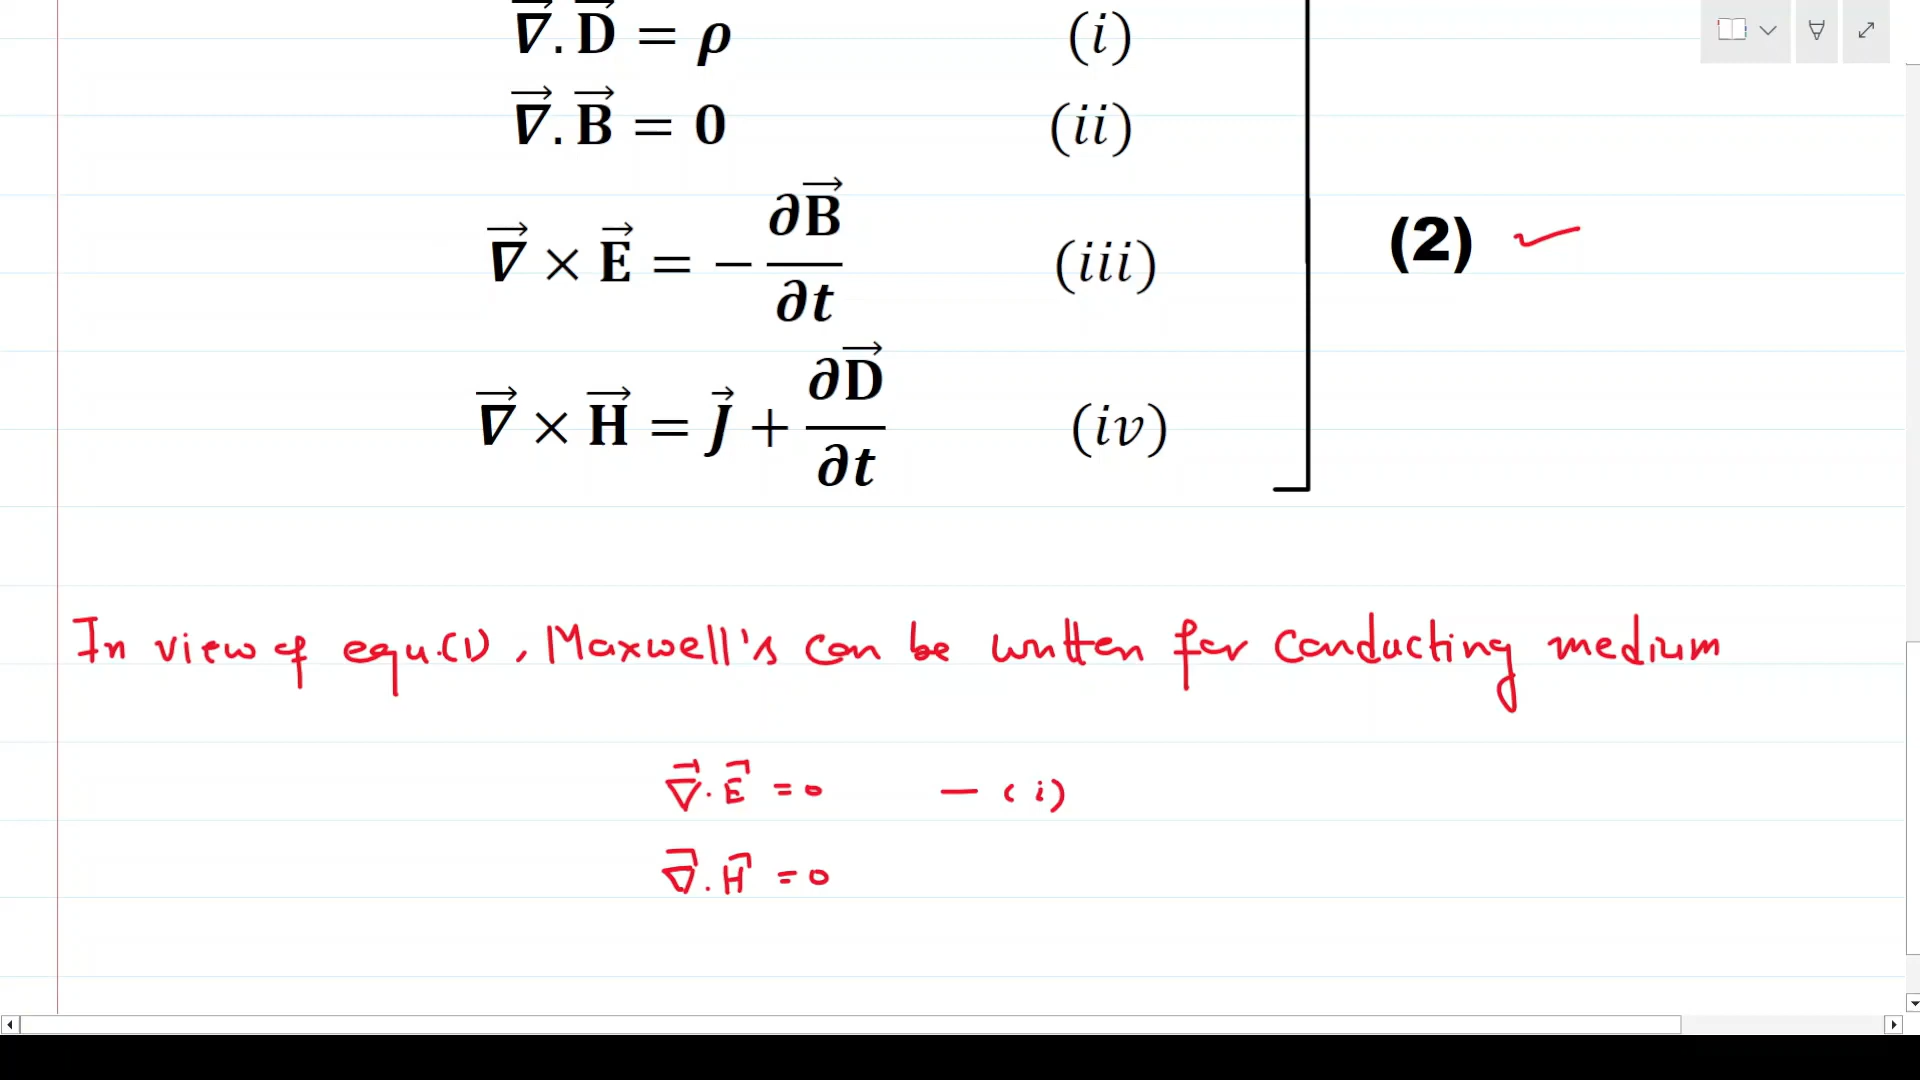 ∇⃗.D⃗ = ρ (i)
∇⃗.B⃗ = 0 (ii)
∇⃗ × E⃗ = −∂B⃗/∂t (iii)
(2) ✓
∇⃗ × H⃗ = J⃗ + ∂D⃗/∂t (iv)
In view of equ.(1), Maxwell's can be written for conducting medium
∇⃗.E⃗ = 0 — (i)
∇⃗.H⃗ = 0